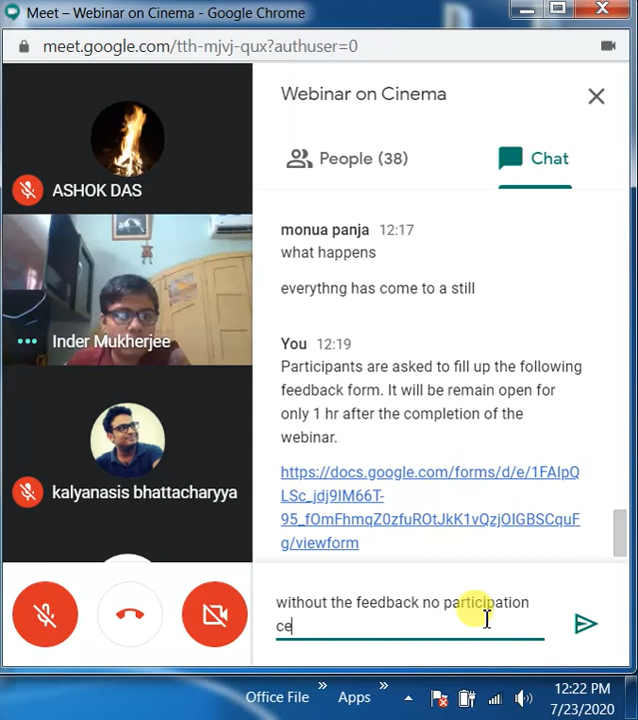 Meet – Webinar on Cinema - Google Chrome
meet.google.com/tth-mjvj-qux?authuser=0
Webinar on Cinema
People (38)
Chat
ASHOK DAS
Inder Mukherjee
kalyanasis bhattacharyya
monua panja 12:17
what happens
everythng has come to a still
You 12:19
Participants are asked to fill up the following
feedback form. It will be remain open for
only 1 hr after the completion of the
webinar.
https://docs.google.com/forms/d/e/1FAIpQ
LSc_jdj9IM66T-
95_fOmFhmqZ0zfuROtJkK1vQzjOIGBSCquF
g/viewform
without the feedback no participation
ce
Office File
»
Apps
»
12:22 PM
7/23/2020